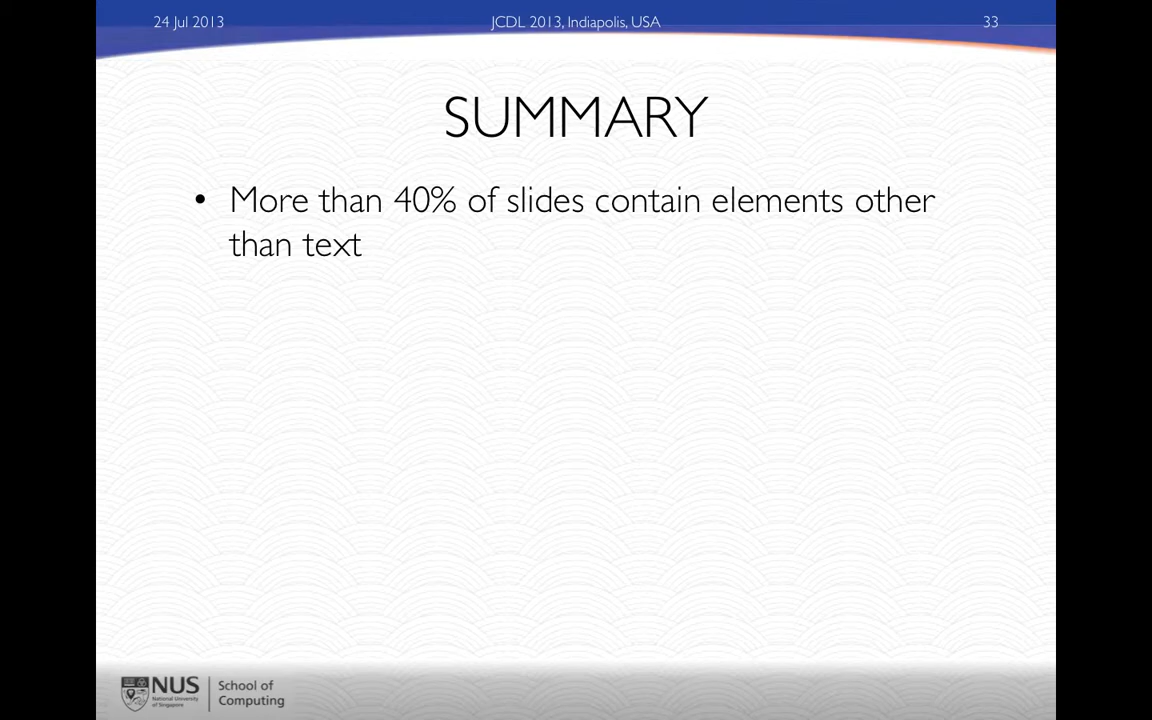 24 Jul 2013
JCDL 2013, Indiapolis, USA
33
SUMMARY
• More than 40% of slides contain elements other
than text
NUS
National University
of Singapore
School of
Computing